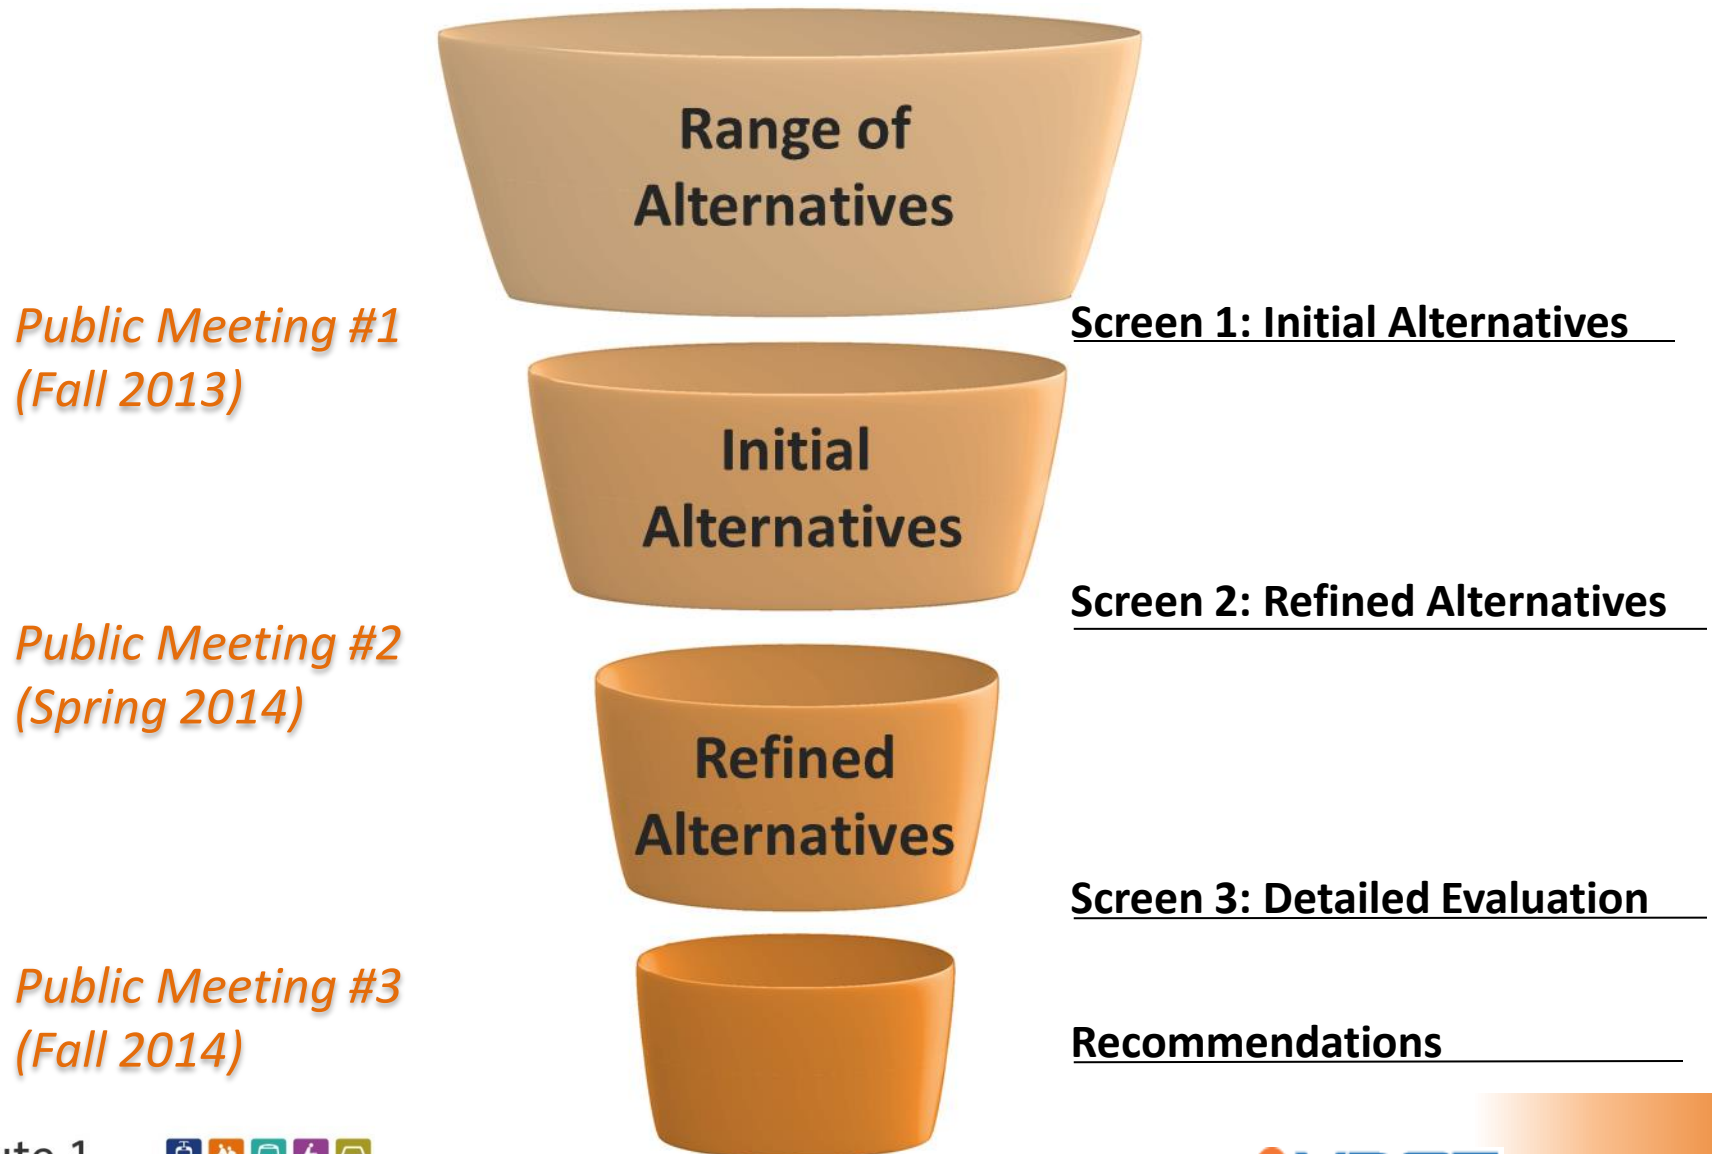 Range of
Alternatives
Public Meeting #1
(Fall 2013)
Screen 1: Initial Alternatives
Initial
Alternatives
Screen 2: Refined Alternatives
Public Meeting #2
(Spring 2014)
Refined
Alternatives
Screen 3: Detailed Evaluation
Public Meeting #3
(Fall 2014)
Recommendations